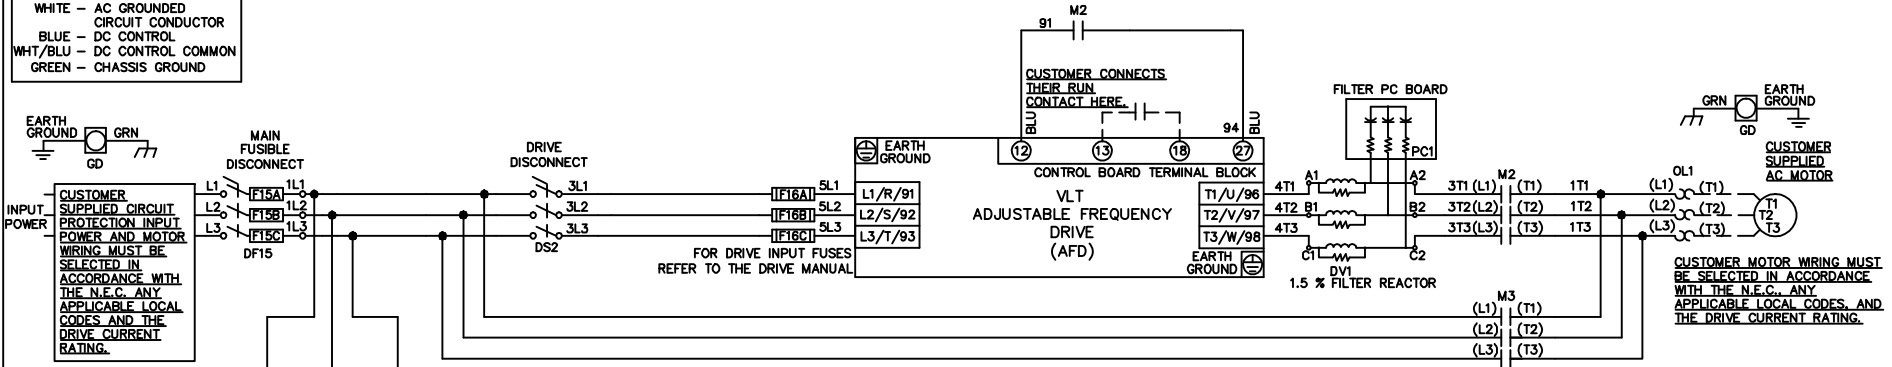 WHITE – AC GROUNDED
CIRCUIT CONDUCTOR
BLUE – DC CONTROL
WHT/BLU – DC CONTROL COMMON
GREEN – CHASSIS GROUND
EARTH
GROUND
GRN
GD
INPUT
POWER
CUSTOMER
SUPPLIED CIRCUIT
PROTECTION INPUT
POWER AND MOTOR
WIRING MUST BE
SELECTED IN
ACCORDANCE WITH
THE N.E.C. ANY
APPLICABLE LOCAL
CODES AND THE
DRIVE CURRENT
RATING.
MAIN
FUSIBLE
DISCONNECT
L1
F15A
1L1
L2
F15B
1L2
L3
F15C
1L3
DF15
DRIVE
DISCONNECT
3L1
3L2
3L3
DS2
F16A
5L1
F16B
5L2
F16C
5L3
FOR DRIVE INPUT FUSES
REFER TO THE DRIVE MANUAL
M2
91
CUSTOMER CONNECTS
THEIR RUN
CONTACT HERE.
BLU
94
BLU
12
13
18
27
EARTH
GROUND
CONTROL BOARD TERMINAL BLOCK
L1/R/91
L2/S/92
L3/T/93
VLT
ADJUSTABLE FREQUENCY
DRIVE
(AFD)
T1/U/96
T2/V/97
T3/W/98
EARTH
GROUND
4T1
4T2
4T3
FILTER PC BOARD
PC1
A1
A2
B1
B2
C1
C2
DV1
1.5 % FILTER REACTOR
M2
3T1 (L1)
(T1)
1T1
3T2(L2)
(T2)
1T2
3T3(L3)
(T3)
1T3
M3
(L1)
(T1)
(L2)
(T2)
(L3)
(T3)
OL1
(L1)
(T1)
(L2)
(T2)
(L3)
(T3)
T1
T2
T3
GRN
GD
EARTH
GROUND
CUSTOMER
SUPPLIED
AC MOTOR
CUSTOMER MOTOR WIRING MUST
BE SELECTED IN ACCORDANCE
WITH THE N.E.C., ANY
APPLICABLE LOCAL CODES, AND
THE DRIVE CURRENT RATING.